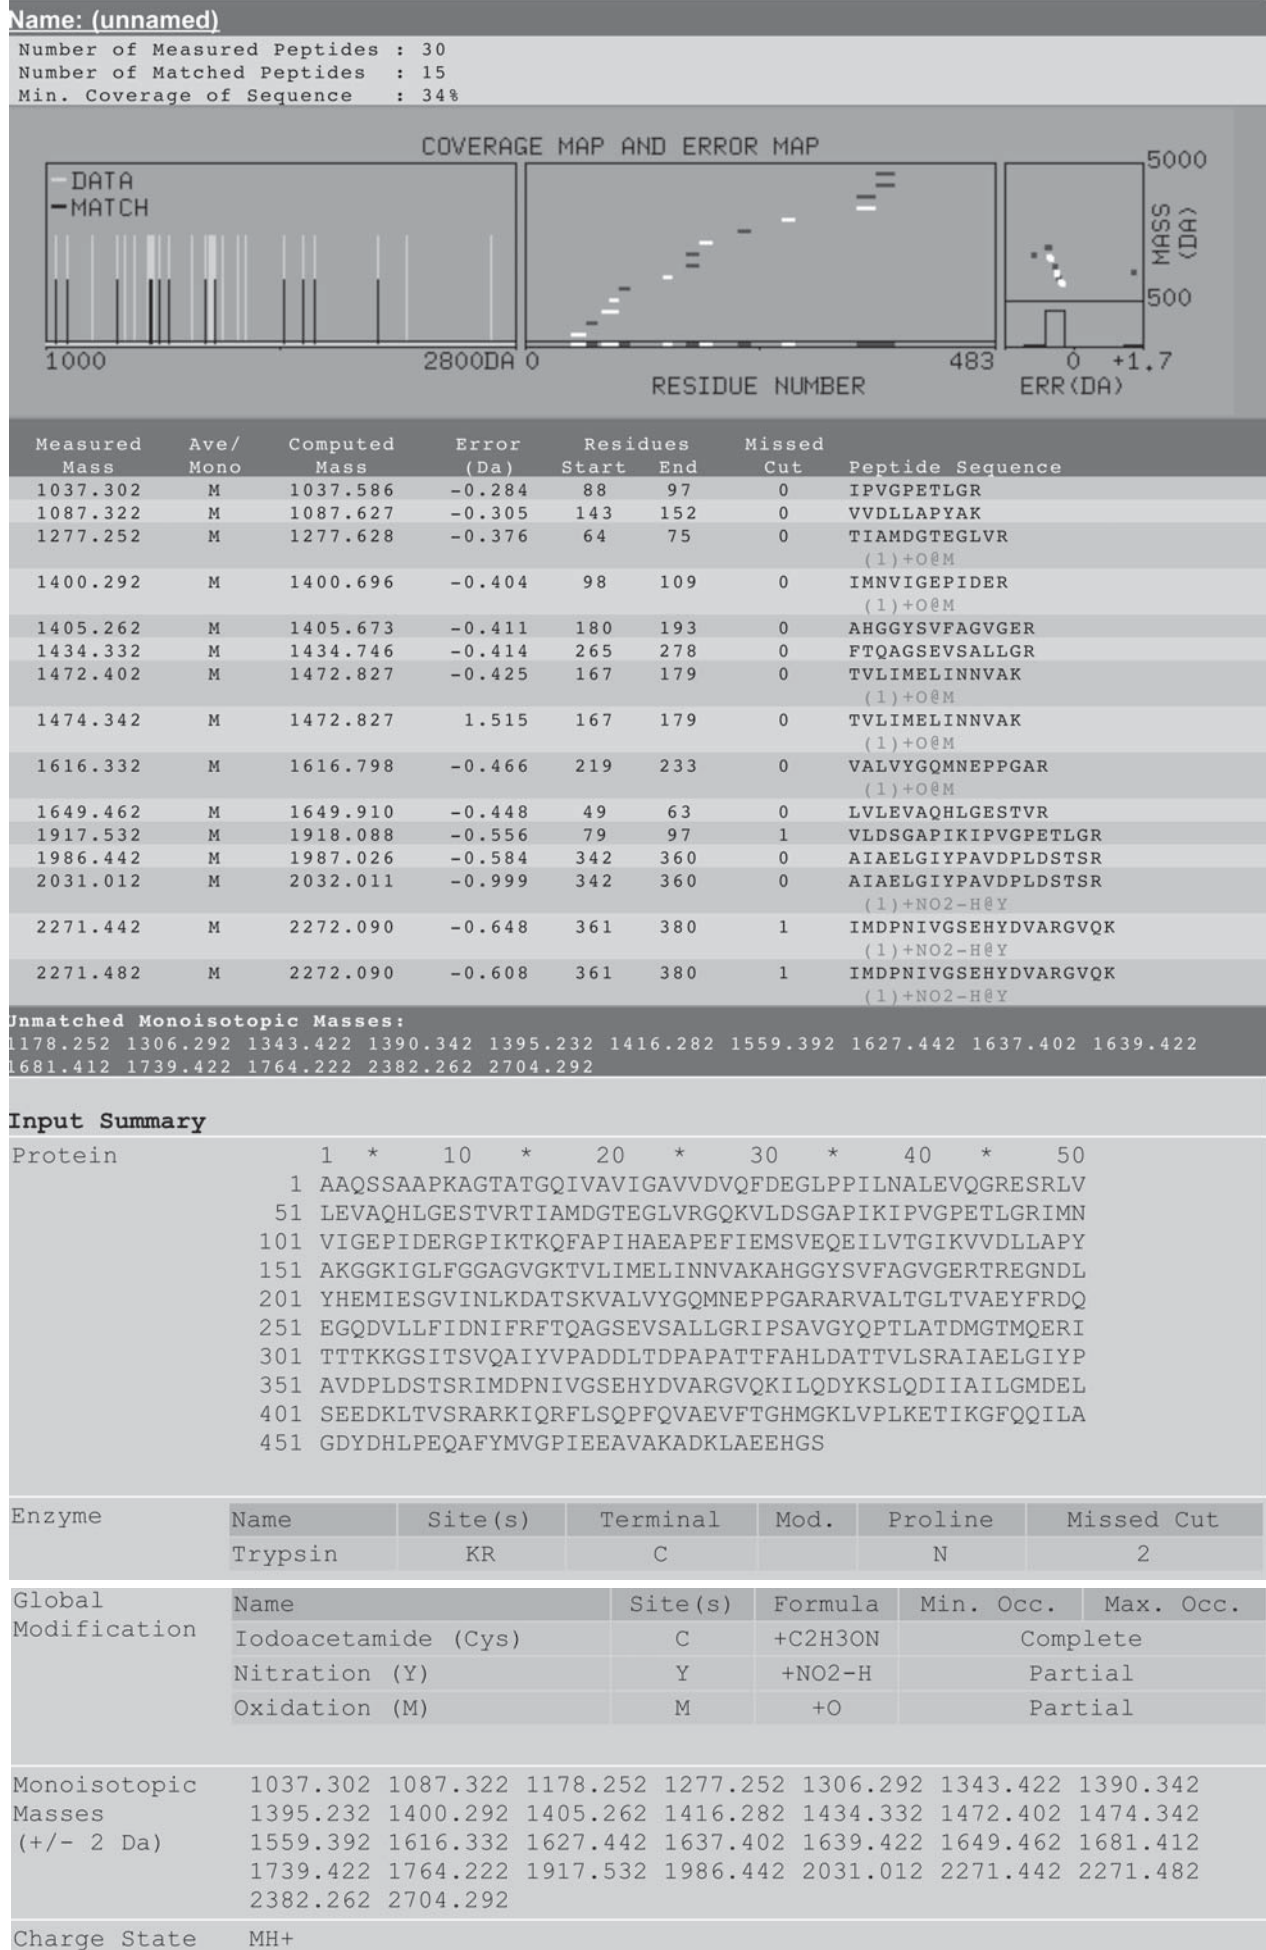 Name: (unnamed)
Number of Measured Peptides : 30
Number of Matched Peptides : 15
Min. Coverage of Sequence : 34%
COVERAGE MAP AND ERROR MAP
DATA
MATCH
5000
500
MASS (DA)
1000 2800DA 0 483 0 +1.7
RESIDUE NUMBER ERR(DA)
Measured Ave/ Computed Error Residues Missed
Mass Mono Mass (Da) Start End Cut Peptide Sequence
1037.302 M 1037.586 -0.284 88 97 0 IPVGPETLGR
1087.322 M 1087.627 -0.305 143 152 0 VVDLLAPYAK
1277.252 M 1277.628 -0.376 64 75 0 TIAMDGTEGLVR
(1)+O@M
1400.292 M 1400.696 -0.404 98 109 0 IMNVIGEPIDER
(1)+O@M
1405.262 M 1405.673 -0.411 180 193 0 AHGGYSVFAGVGER
1434.332 M 1434.746 -0.414 265 278 0 FTQAGSEVSALLGR
1472.402 M 1472.827 -0.425 167 179 0 TVLIMELINNVAK
(1)+O@M
1474.342 M 1472.827 1.515 167 179 0 TVLIMELINNVAK
(1)+O@M
1616.332 M 1616.798 -0.466 219 233 0 VALVYGQMNEPPGAR
(1)+O@M
1649.462 M 1649.910 -0.448 49 63 0 LVLEVAQHLGESTVR
1917.532 M 1918.088 -0.556 79 97 1 VLDSGAPIKIPVGPETLGR
1986.442 M 1987.026 -0.584 342 360 0 AIAELGIYPAVDPLDSTSR
2031.012 M 2032.011 -0.999 342 360 0 AIAELGIYPAVDPLDSTSR
(1)+NO2-H@Y
2271.442 M 2272.090 -0.648 361 380 1 IMDPNIVGSEHYDVARGVQK
(1)+NO2-H@Y
2271.482 M 2272.090 -0.608 361 380 1 IMDPNIVGSEHYDVARGVQK
(1)+NO2-H@Y
Unmatched Monoisotopic Masses:
1178.252 1306.292 1343.422 1390.342 1395.232 1416.282 1559.392 1627.442 1637.402 1639.422
1681.412 1739.422 1764.222 2382.262 2704.292
Input Summary
Protein 1 * 10 * 20 * 30 * 40 * 50
1 AAQSSAAPKAGTATGQIVAVIGAVVDVQFDEGLPPILNALEVQGRESRLV
51 LEVAQHLGESTVRTIAMDGTEGLVRGQKVLDSGAPIKIPVGPETLGRIMN
101 VIGEPIDERGPIKTKQFAPIHAEAPEFIEMSVEQEILVTGIKVVDLLAPY
151 AKGGKIGLFGGAGVGKTVLIMELINNVAKAHGGYSVFAGVGERTREGNDL
201 YHEMIESGVINLKDATSKVALVYGQMNEPPGARARVALTGLTVAEYFRDQ
251 EGQDVLLFIDNIFRFTQAGSEVSALLGRIPSAVGYQPTLATDMGTMQERI
301 TTTKKGSITSVQAIYVPADDLTDPAPATTFAHLDATTVLSRAIAELGIYP
351 AVDPLDSTSRIMDPNIVGSEHYDVARGVQKILQDYKSLQDIIAILGMDEL
401 SEEDKLTVSRARKIQRFLSQPFQVAEVFTGHMGKLVPLKETIKGFQQILA
451 GDYDHLPEQAFYMVGPIEEAVAKADKLAEEHGS
Enzyme Name Site(s) Terminal Mod. Proline Missed Cut
Trypsin KR C N 2
Global Modification Name Site(s) Formula Min. Occ. Max. Occ.
Iodoacetamide (Cys) C +C2H3ON Complete
Nitration (Y) Y +NO2-H Partial
Oxidation (M) M +O Partial
Monoisotopic 1037.302 1087.322 1178.252 1277.252 1306.292 1343.422 1390.342
Masses 1395.232 1400.292 1405.262 1416.282 1434.332 1472.402 1474.342
(+/- 2 Da) 1559.392 1616.332 1627.442 1637.402 1639.422 1649.462 1681.412
1739.422 1764.222 1917.532 1986.442 2031.012 2271.442 2271.482
2382.262 2704.292
Charge State MH+